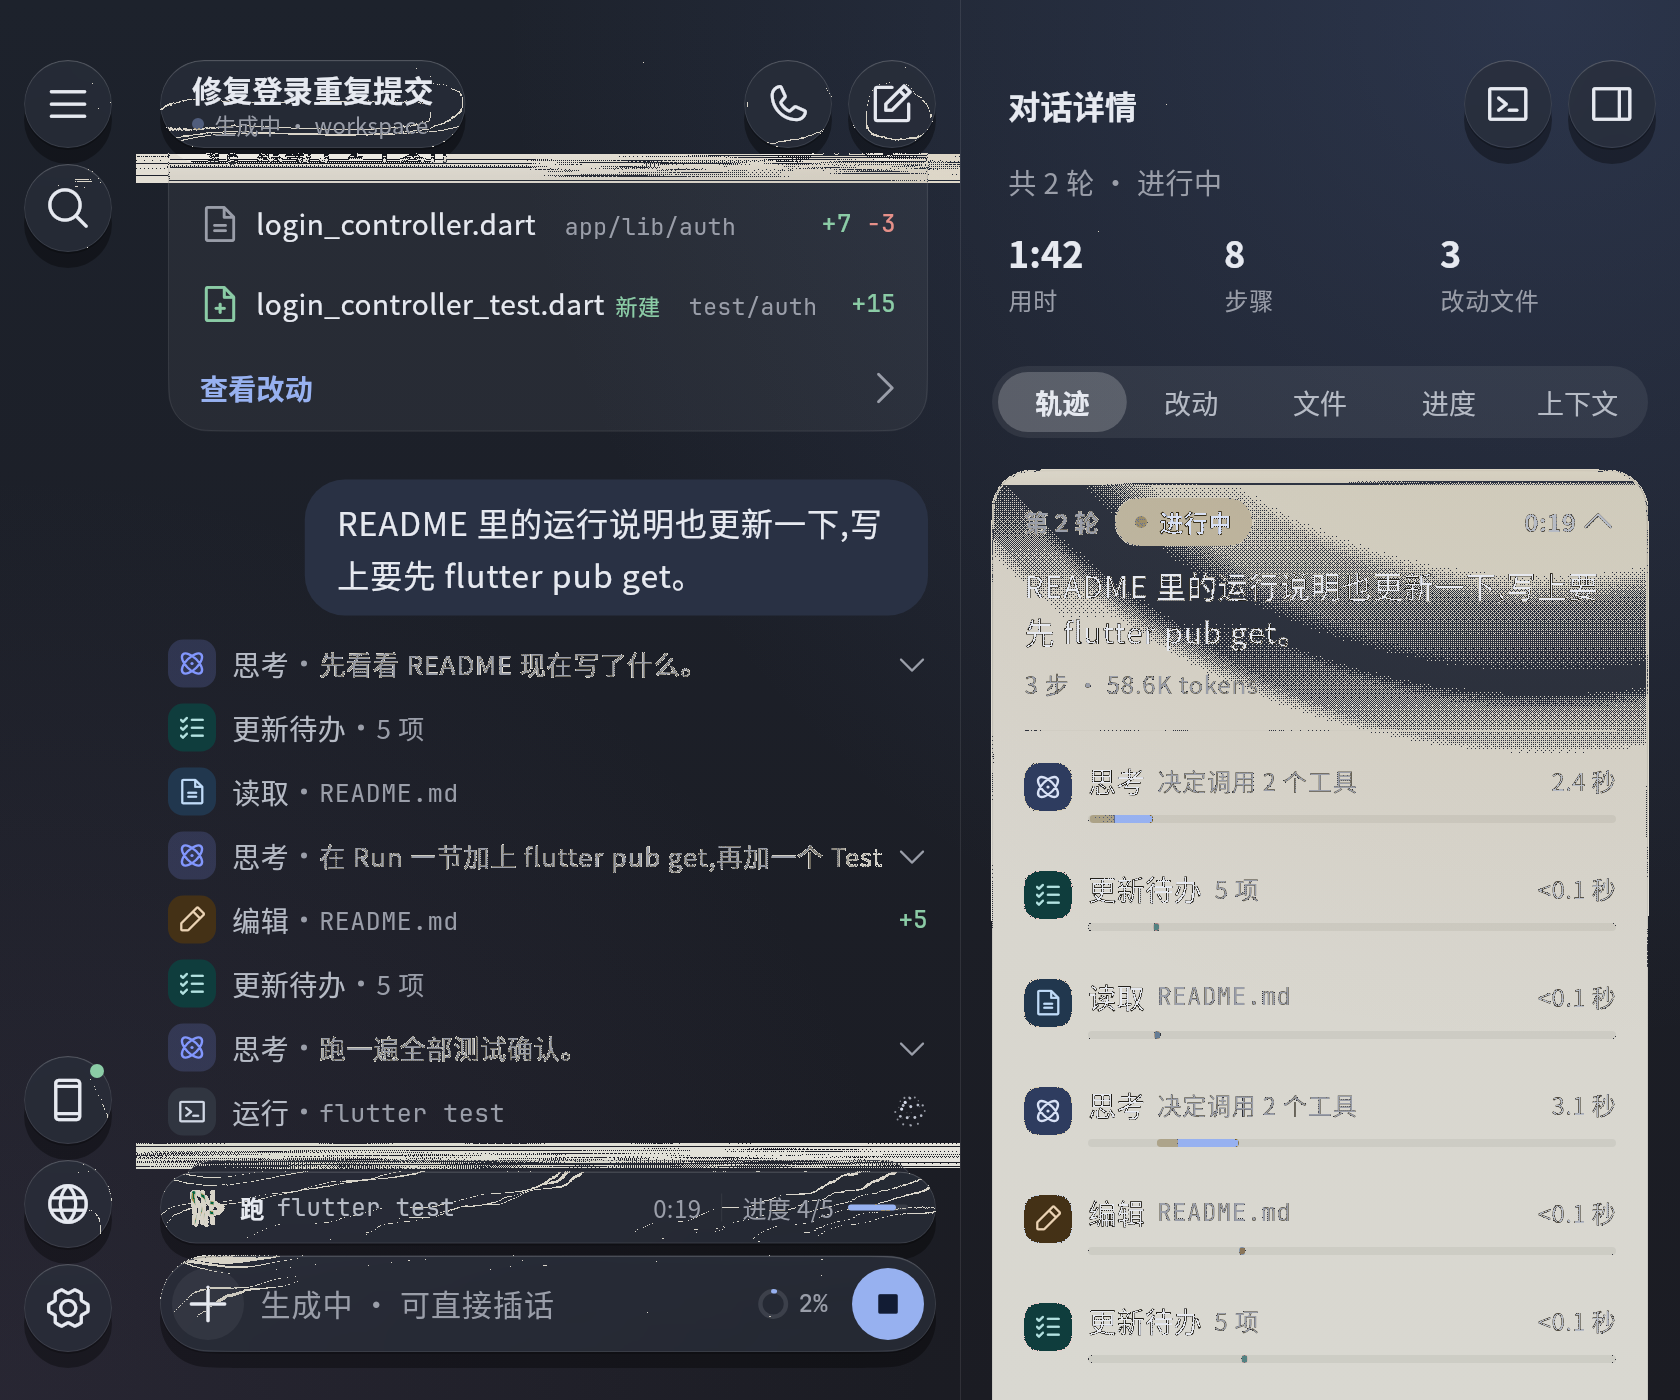 修复登录重复提交
生成中 · workspace
login_controller.dart app/lib/auth +7 -3
login_controller_test.dart 新建 test/auth +15
查看改动
README 里的运行说明也更新一下,写
上要先 flutter pub get。
思考 · 先看看 README 现在写了什么。
更新待办 · 5 项
读取 · README.md
思考 · 在 Run 一节加上 flutter pub get,再加一个 Test
编辑 · README.md +5
更新待办 · 5 项
思考 · 跑一遍全部测试确认。
运行 · flutter test
跑 flutter test 0:19 进度 4/5
生成中 · 可直接插话 2%
对话详情
共 2 轮 · 进行中
1:42 8 3
用时 步骤 改动文件
轨迹 改动 文件 进度 上下文
第 2 轮 进行中 0:19
README 里的运行说明也更新一下,写上要
先 flutter pub get。
3 步 · 58.6K tokens
思考 决定调用 2 个工具 2.4 秒
更新待办 5 项 <0.1 秒
读取 README.md <0.1 秒
思考 决定调用 2 个工具 3.1 秒
编辑 README.md <0.1 秒
更新待办 5 项 <0.1 秒